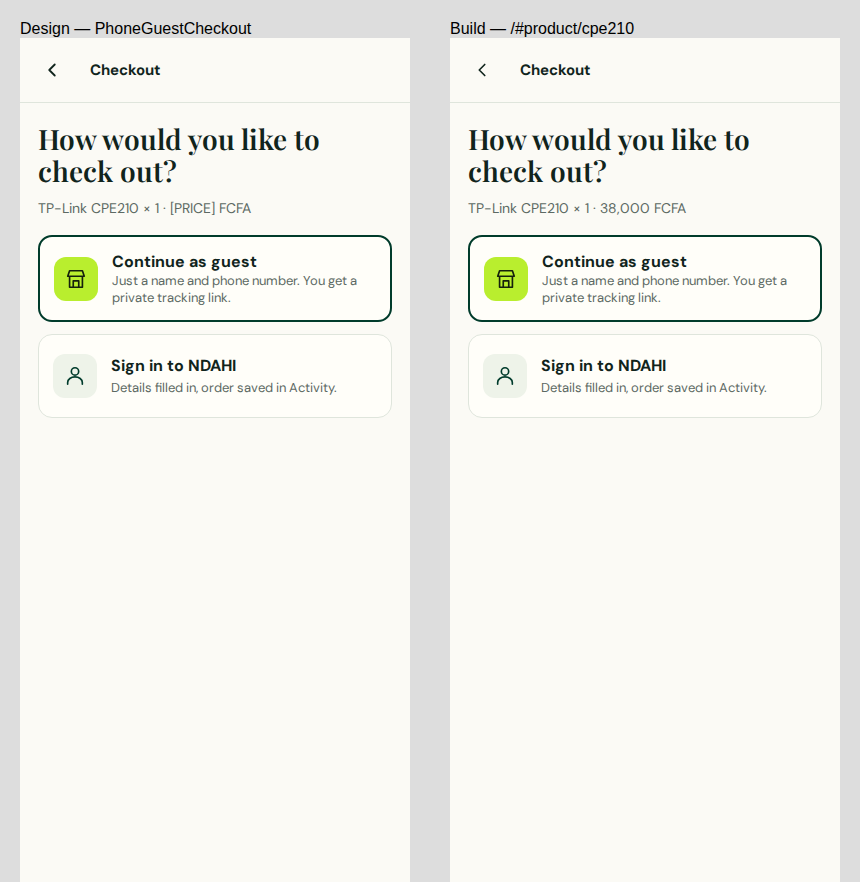 Design — PhoneGuestCheckout
Checkout
How would you like to
check out?
TP-Link CPE210 × 1 · [PRICE] FCFA
Continue as guest
Just a name and phone number. You get a
private tracking link.
Sign in to NDAHI
Details filled in, order saved in Activity.
Build — /#product/cpe210
Checkout
How would you like to
check out?
TP-Link CPE210 × 1 · 38,000 FCFA
Continue as guest
Just a name and phone number. You get a
private tracking link.
Sign in to NDAHI
Details filled in, order saved in Activity.